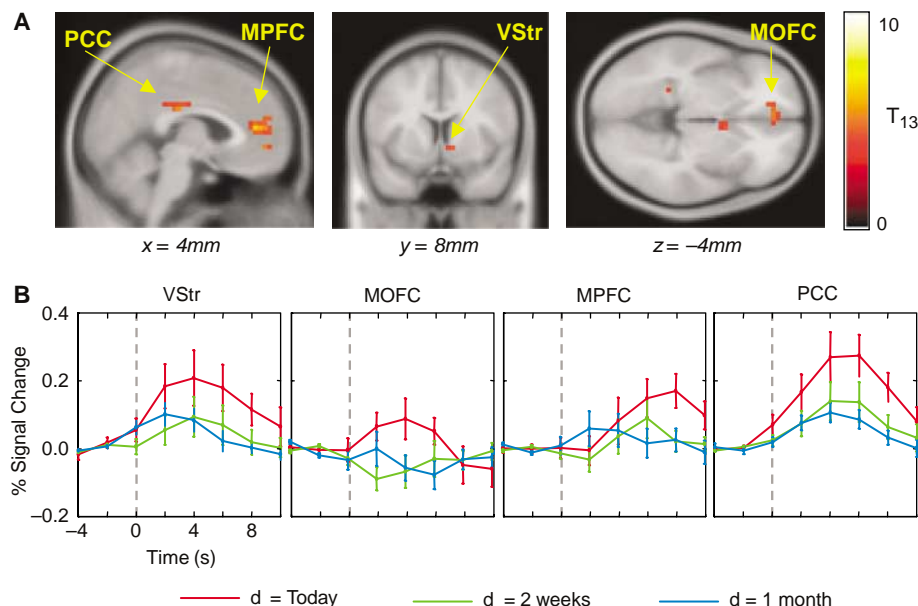 A
PCC
MPFC
VStr
MOFC
10
T13
0
x = 4mm
y = 8mm
z = –4mm
B
VStr
MOFC
MPFC
PCC
% Signal Change
0.4
0.2
0.0
–0.2
–4 0 4 8
Time (s)
d = Today
d = 2 weeks
d = 1 month